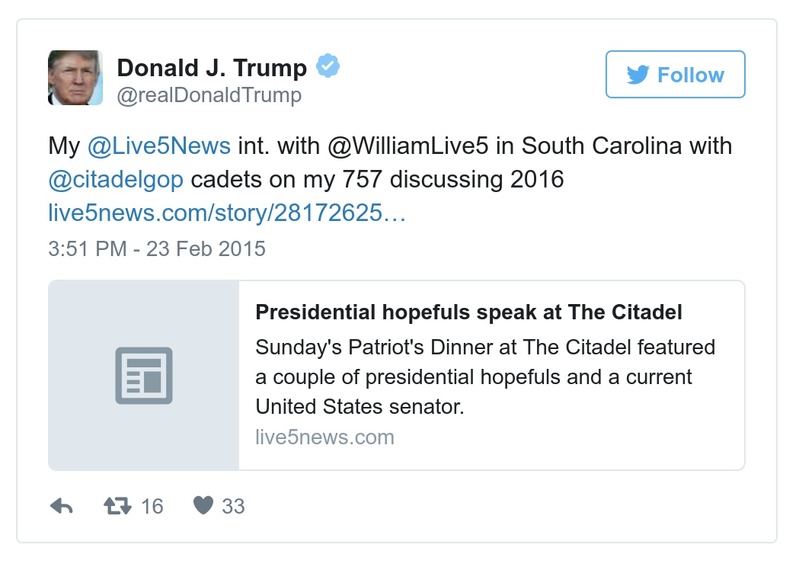 Donald J. Trump
@realDonaldTrump
Follow
My @Live5News int. with @WilliamLive5 in South Carolina with
@citadelgop cadets on my 757 discussing 2016
live5news.com/story/28172625…
3:51 PM - 23 Feb 2015
Presidential hopefuls speak at The Citadel
Sunday's Patriot's Dinner at The Citadel featured
a couple of presidential hopefuls and a current
United States senator.
live5news.com
16
33